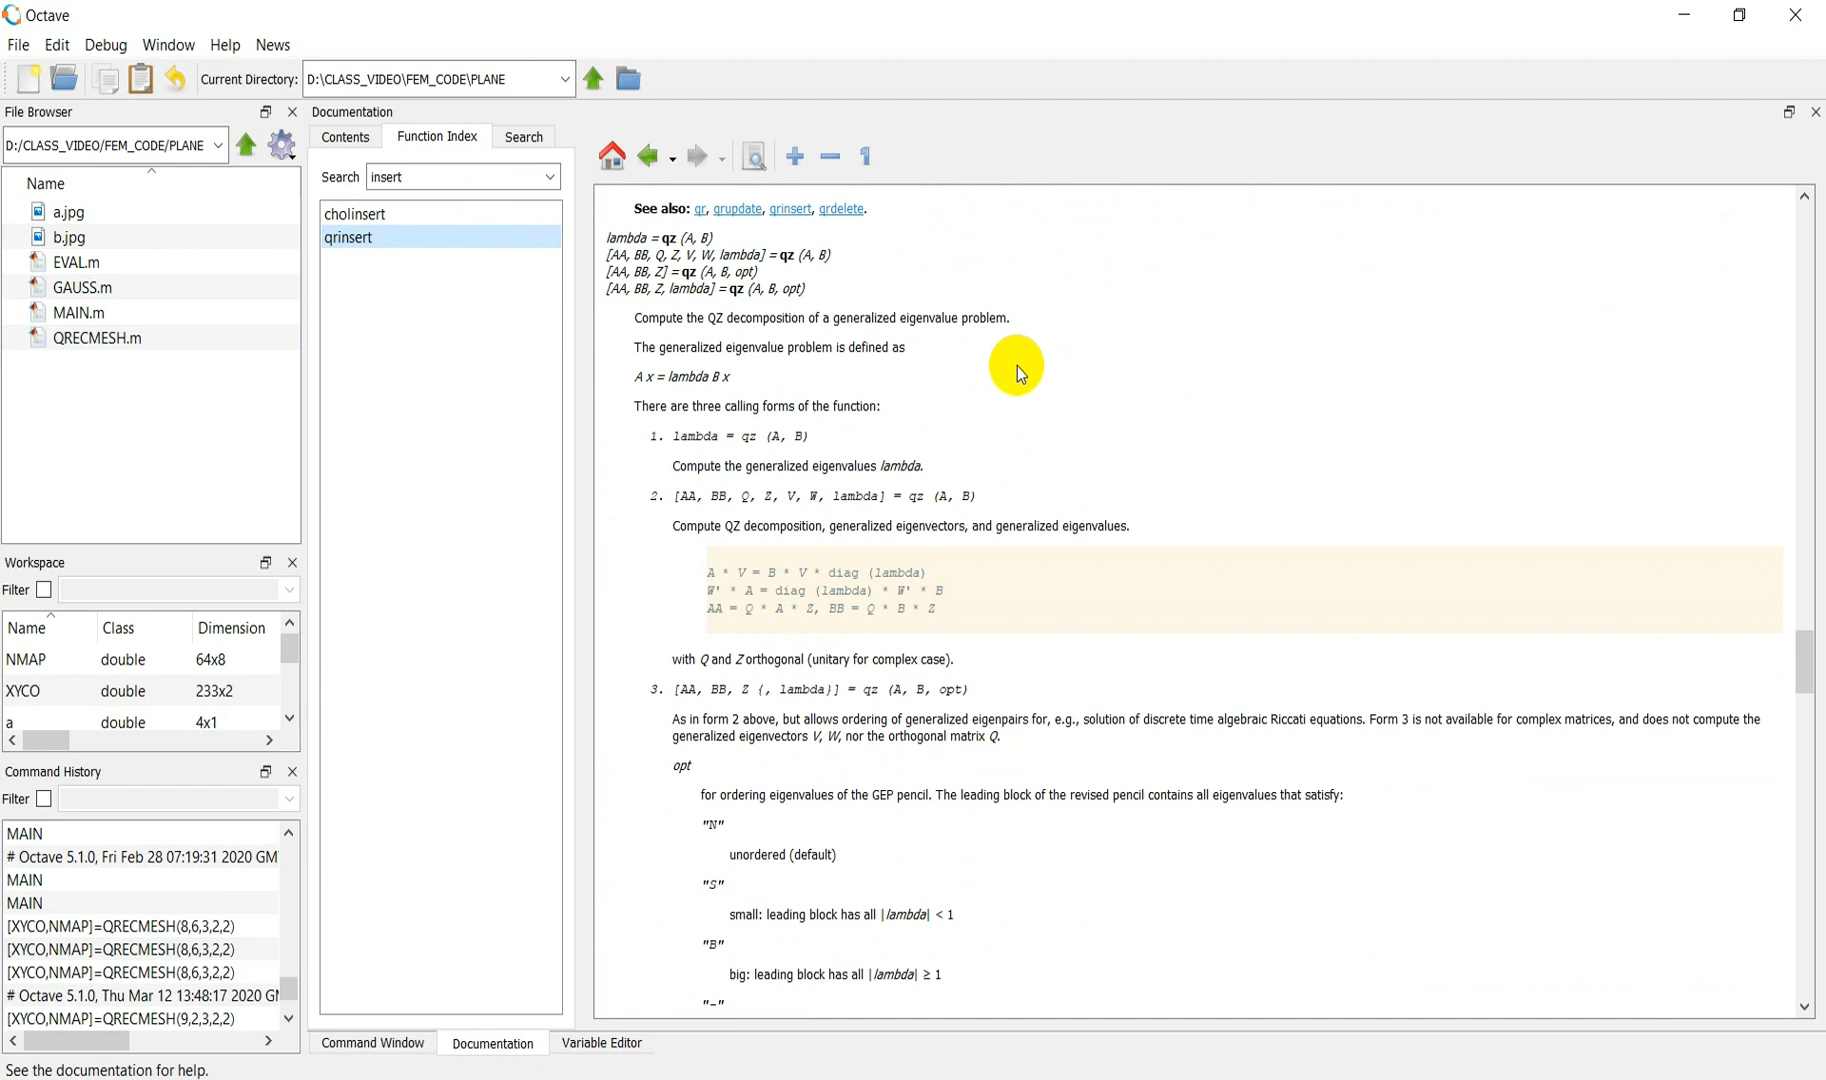 Octave
File Edit Debug Window Help News
Current Directory: D:\CLASS_VIDEO\FEM_CODE\PLANE
File Browser
D:/CLASS_VIDEO/FEM_CODE/PLANE
Name
a.jpg
b.jpg
EVAL.m
GAUSS.m
MAIN.m
QRECMESH.m
Workspace
Filter
Name Class Dimension
NMAP double 64x8
XYCO double 233x2
a double 4x1
Command History
Filter
MAIN
# Octave 5.1.0, Fri Feb 28 07:19:31 2020 GM
MAIN
MAIN
[XYCO,NMAP]=QRECMESH(8,6,3,2,2)
[XYCO,NMAP]=QRECMESH(8,6,3,2,2)
[XYCO,NMAP]=QRECMESH(8,6,3,2,2)
# Octave 5.1.0, Thu Mar 12 13:48:17 2020 G
[XYCO,NMAP]=QRECMESH(9,2,3,2,2)
Documentation
Contents Function Index Search
Search insert
cholinsert
qrinsert
1
See also: qr, qrupdate, qrinsert, qrdelete.
lambda = qz (A, B)
[AA, BB, Q, Z, V, W, lambda] = qz (A, B)
[AA, BB, Z] = qz (A, B, opt)
[AA, BB, Z, lambda] = qz (A, B, opt)
Compute the QZ decomposition of a generalized eigenvalue problem.
The generalized eigenvalue problem is defined as
A x = lambda B x
There are three calling forms of the function:
1. lambda = qz (A, B)
Compute the generalized eigenvalues lambda.
2. [AA, BB, Q, Z, V, W, lambda] = qz (A, B)
Compute QZ decomposition, generalized eigenvectors, and generalized eigenvalues.
A * V = B * V * diag (lambda)
W' * A = diag (lambda) * W' * B
AA = Q * A * Z, BB = Q * B * Z
with Q and Z orthogonal (unitary for complex case).
3. [AA, BB, Z {, lambda}] = qz (A, B, opt)
As in form 2 above, but allows ordering of generalized eigenpairs for, e.g., solution of discrete time algebraic Riccati equations. Form 3 is not available for complex matrices, and does not compute the
generalized eigenvectors V, W, nor the orthogonal matrix Q.
opt
for ordering eigenvalues of the GEP pencil. The leading block of the revised pencil contains all eigenvalues that satisfy:
"N"
unordered (default)
"S"
small: leading block has all |lambda| < 1
"B"
big: leading block has all |lambda| ≥ 1
"-"
Command Window Documentation Variable Editor
See the documentation for help.